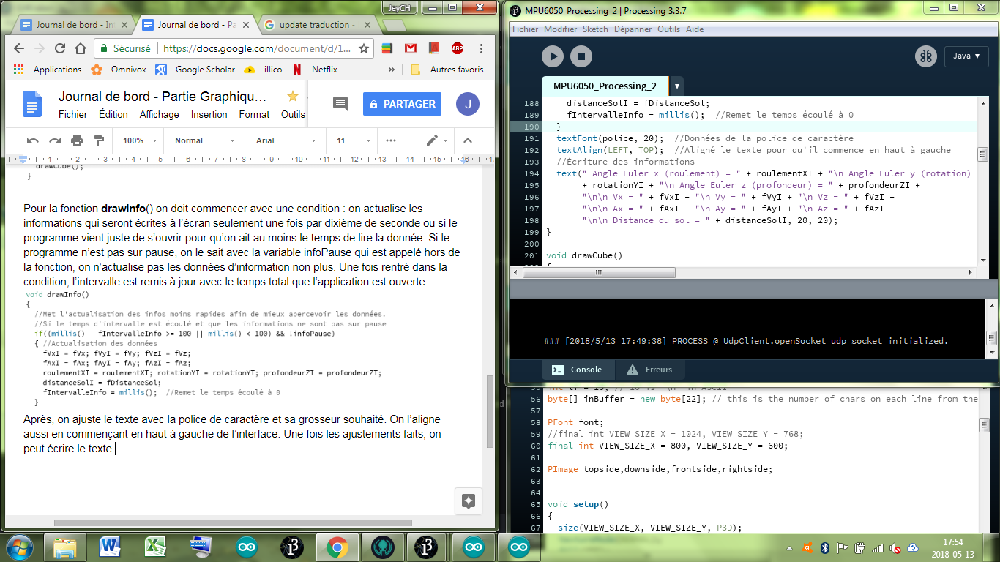 JeyCH
Journal de bord - In
Journal de bord - Pa
update traduction -
Sécurisé
https://docs.google.com/document/d/1...
ABP
Applications
Omnivox
Google Scholar
illico
Netflix
»
Autres favoris
Journal de bord - Partie Graphiqu...
Fichier Édition Affichage Insertion Format Outils
PARTAGER
J
100% Normal Arial 11
1 2 3 4 5 6 7 8 9 10 11 12 13 14 15 16 17
drawCube();
}
Pour la fonction drawInfo() on doit commencer avec une condition : on actualise les
informations qui seront écrites à l'écran seulement une fois par dixième de seconde ou si le
programme vient juste de s'ouvrir pour qu'on ait au moins le temps de lire la donnée. Si le
programme n'est pas sur pause, on le sait avec la variable infoPause qui est appelé hors de
la fonction, on n'actualise pas les données d'information non plus. Une fois rentré dans la
condition, l'intervalle est remis à jour avec le temps total que l'application est ouverte.
void drawInfo()
{
//Met l'actualisation des infos moins rapides afin de mieux apercevoir les données.
//Si le temps d'intervalle est écoulé et que les informations ne sont pas sur pause
if((millis() - fIntervalleInfo >= 100 || millis() < 100) && !infoPause)
{ //Actualisation des données
fVxI = fVx; fVyI = fVy; fVzI = fVz;
fAxI = fAx; fAyI = fAy; fAzI = fAz;
roulementXI = roulementXT; rotationYI = rotationYT; profondeurZI = profondeurZT;
distanceSolI = fDistanceSol;
fIntervalleInfo = millis(); //Remet le temps écoulé à 0
}
Après, on ajuste le texte avec la police de caractère et sa grosseur souhaité. On l'aligne
aussi en commençant en haut à gauche de l'interface. Une fois les ajustements faits, on
peut écrire le texte.
MPU6050_Processing_2 | Processing 3.3.7
Fichier Modifier Sketch Dépanner Outils Aide
Java ▼
MPU6050_Processing_2 ▼
188 distanceSolI = fDistanceSol;
189 fIntervalleInfo = millis(); //Remet le temps écoulé à 0
190 }
191 textFont(police, 20); //Données de la police de caractère
192 textAlign(LEFT, TOP); //Aligné le texte pour qu'il commence en haut à gauche
193 //Écriture des informations
194 text(" Angle Euler x (roulement) = " + roulementXI + "\n Angle Euler y (rotation)
195 + rotationYI + "\n Angle Euler z (profondeur) = " + profondeurZI +
196 "\n\n Vx = " + fVxI + "\n Vy = " + fVyI + "\n Vz = " + fVzI +
197 "\n\n Ax = " + fAxI + "\n Ay = " + fAyI + "\n Az = " + fAzI +
198 "\n\n Distance du sol = " + distanceSolI, 20, 20);
199 }
200
201 void drawCube()
### [2018/5/13 17:49:38] PROCESS @ UdpClient.openSocket udp socket initialized.
Console
Erreurs
56 byte[] inBuffer = new byte[22]; // this is the number of chars on each line from the
57
58 PFont font;
59 //final int VIEW_SIZE_X = 1024, VIEW_SIZE_Y = 768;
60 final int VIEW_SIZE_X = 800, VIEW_SIZE_Y = 600;
61
62 PImage topside,downside,frontside,rightside;
63
64
65 void setup()
66 {
67 size(VIEW_SIZE_X, VIEW_SIZE_Y, P3D);
17:54
2018-05-13